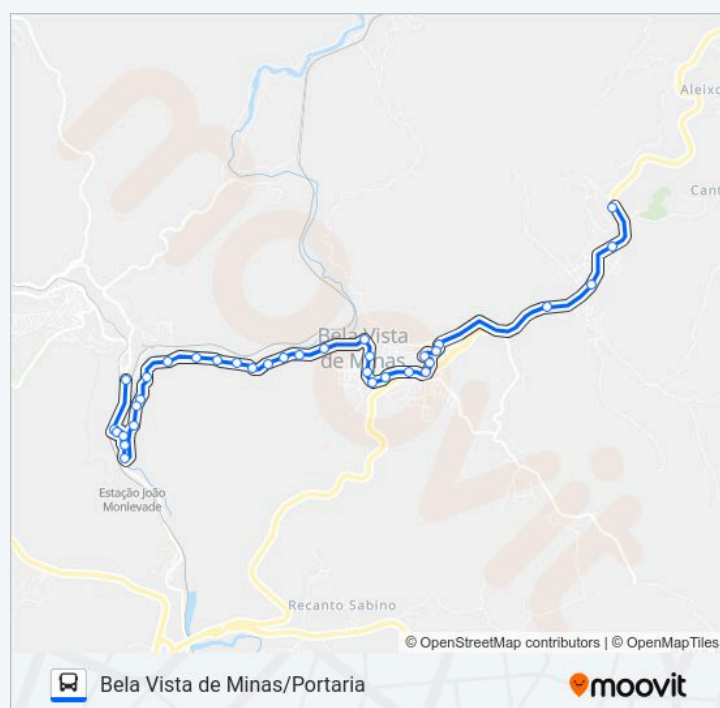 Aleixo
Cant
Bela Vista
de Minas
Estação João
Monlevade
Recanto Sabino
© OpenStreetMap contributors | © OpenMapTiles
Bela Vista de Minas/Portaria
moovit
moovit